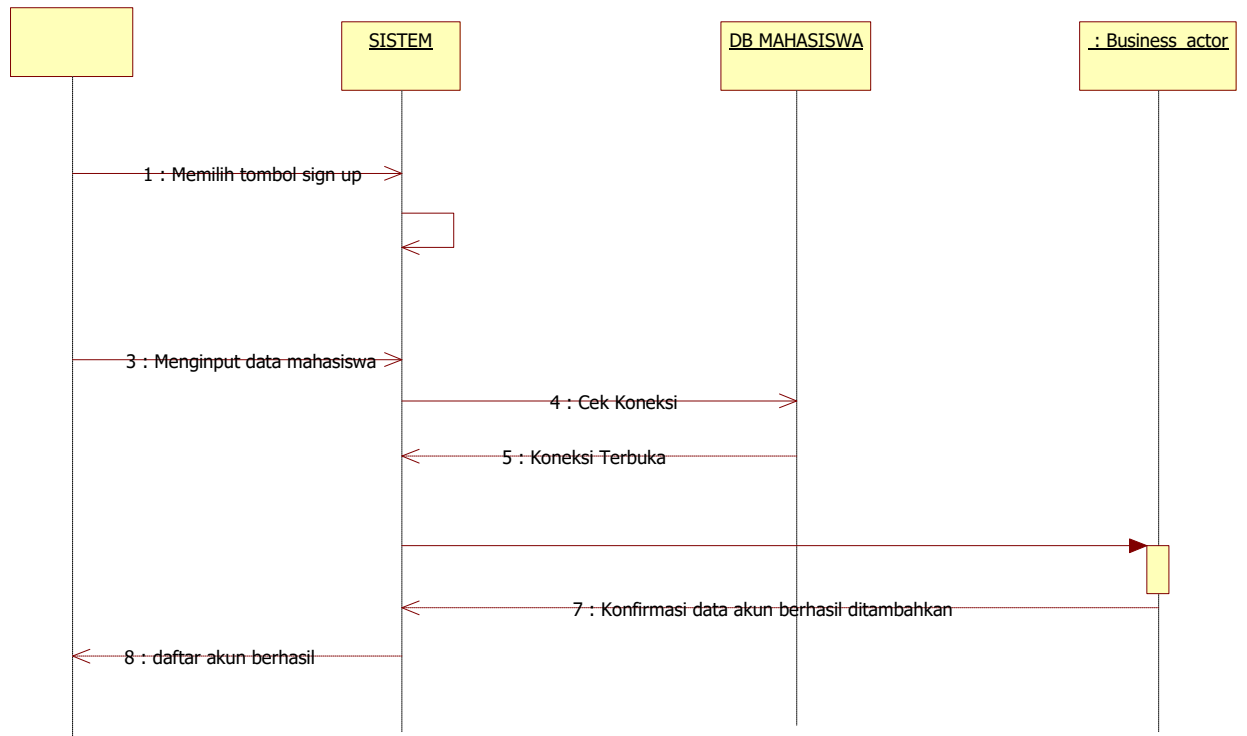 SISTEM
DB MAHASISWA
: Business_actor
1 : Memilih tombol sign up
3 : Menginput data mahasiswa
4 : Cek Koneksi
5 : Koneksi Terbuka
7 : Konfirmasi data akun berhasil ditambahkan
8 : daftar akun berhasil